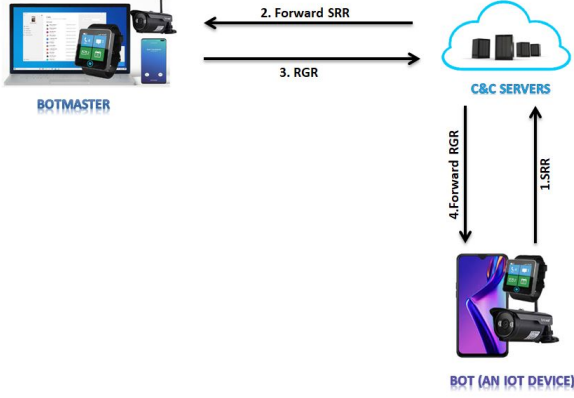 2. Forward SRR
3. RGR
BOTMASTER
C&C SERVERS
4.Forward RGR
1.SRR
BOT (AN IOT DEVICE)